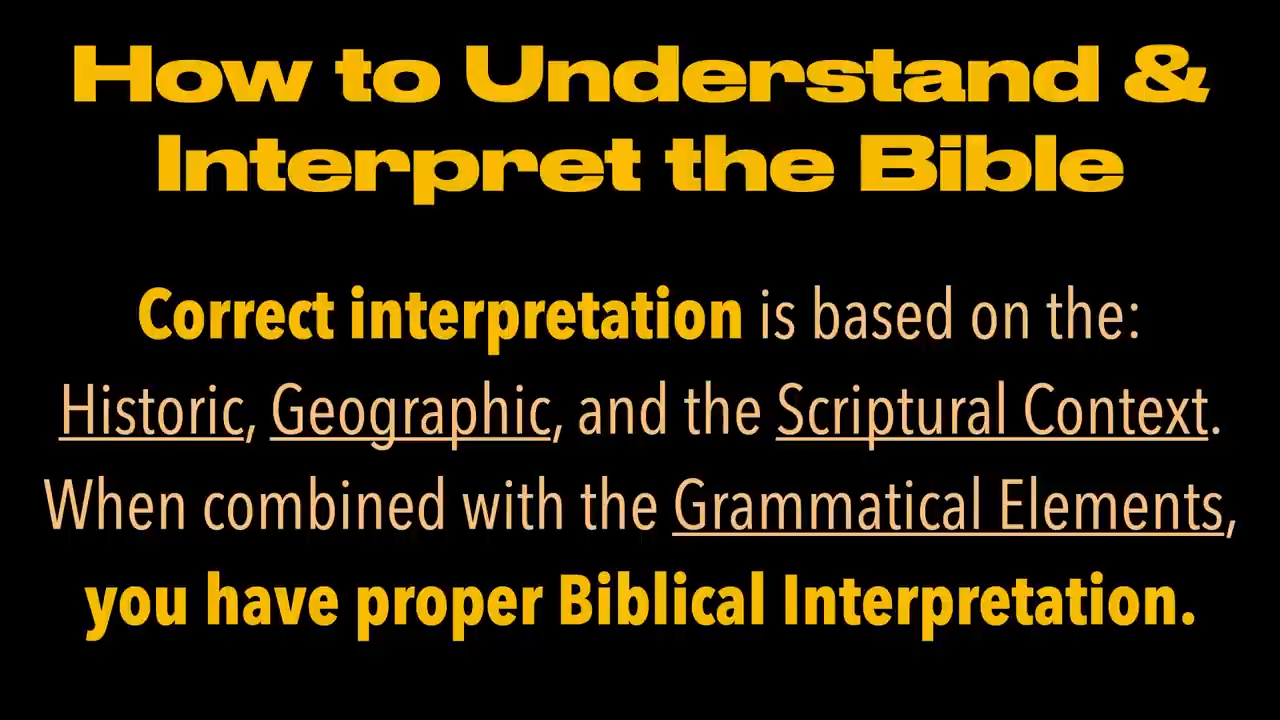 How to Understand &
Interpret the Bible
Correct interpretation is based on the:
Historic, Geographic, and the Scriptural Context.
When combined with the Grammatical Elements,
you have proper Biblical Interpretation.